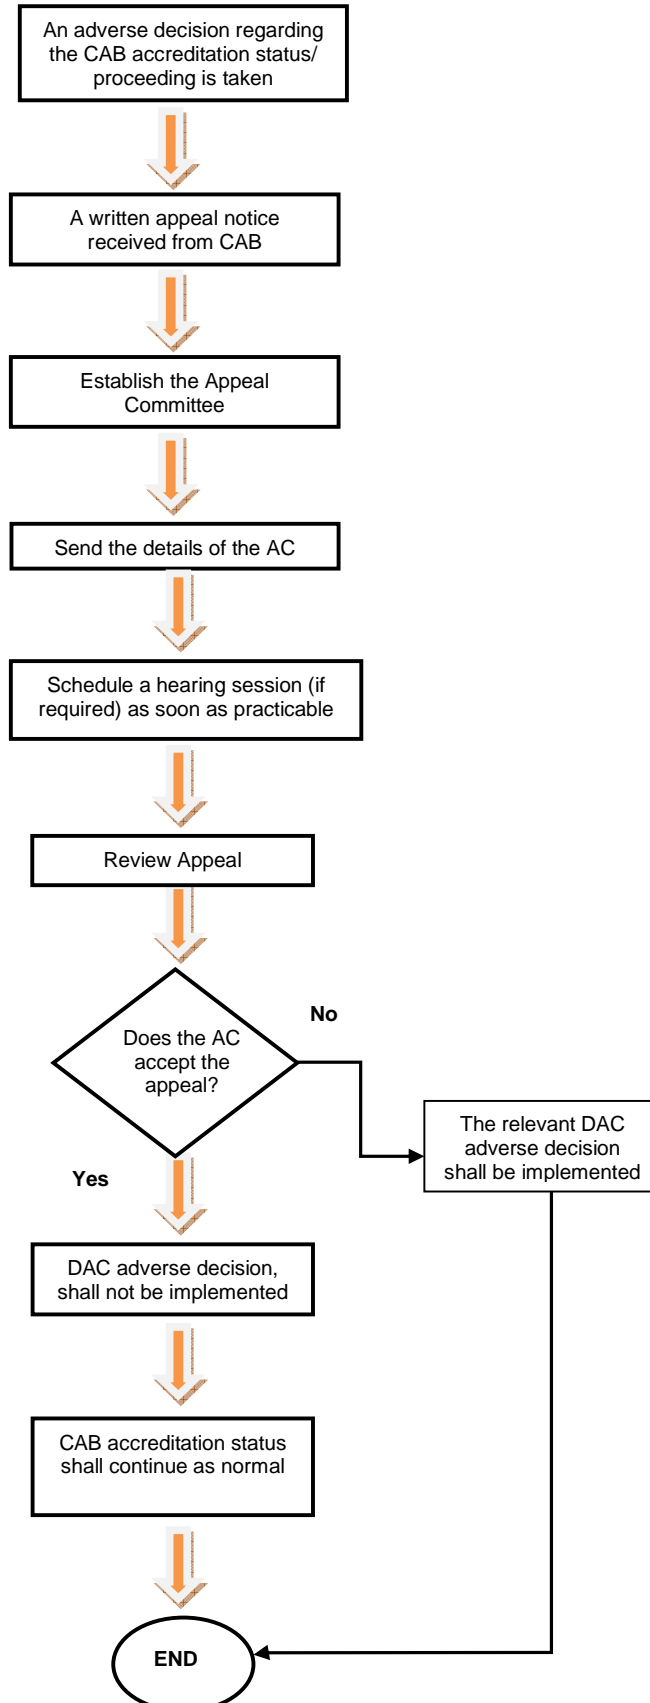 An adverse decision regarding
the CAB accreditation status/
proceeding is taken
A written appeal notice
received from CAB
Establish the Appeal
Committee
Send the details of the AC
Schedule a hearing session (if
required) as soon as practicable
Review Appeal
Does the AC
accept the
appeal?
No
The relevant DAC
adverse decision
shall be implemented
Yes
DAC adverse decision,
shall not be implemented
CAB accreditation status
shall continue as normal
END